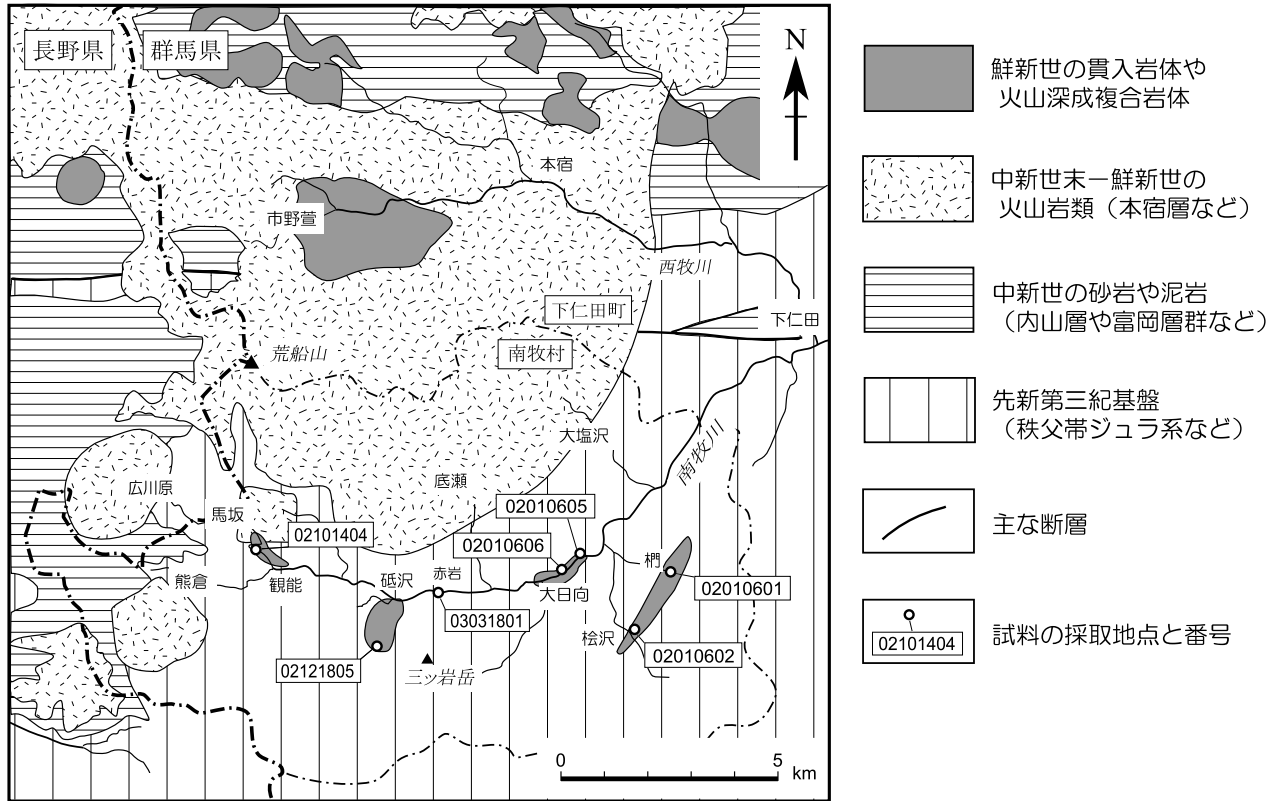 長野県
群馬県
N
本宿
市野萱
西牧川
下仁田町
下仁田
荒船山
南牧村
大塩沢
南牧川
広川原
底瀬
馬坂
02101404
02010605
02010606
熊倉
観能
砥沢
赤岩
大日向
椚
02010601
03031801
桧沢
02010602
02121805
三ッ岩岳
0
5
km
鮮新世の貫入岩体や
火山深成複合岩体
中新世末－鮮新世の
火山岩類（本宿層など）
中新世の砂岩や泥岩
（内山層や富岡層群など）
先新第三紀基盤
（秩父帯ジュラ系など）
主な断層
02101404
試料の採取地点と番号